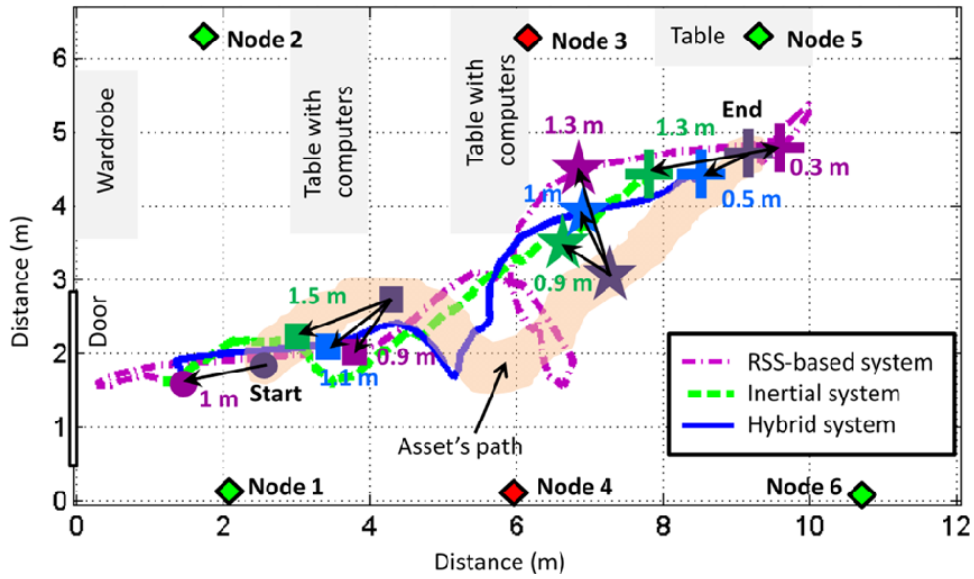 6
5
4
3
2
1
0
Distance (m)
Node 2
Node 3
Table
Node 5
Wardrobe
Table with
computers
Table with
computers
End
1.3 m
1.3 m
0.3 m
1 m
0.5 m
0.9 m
1.5 m
Door
0.9 m
1.1 m
1 m
Start
Asset's path
RSS-based system
Inertial system
Hybrid system
Node 1
Node 4
Node 6
0
2
4
6
8
10
12
Distance (m)